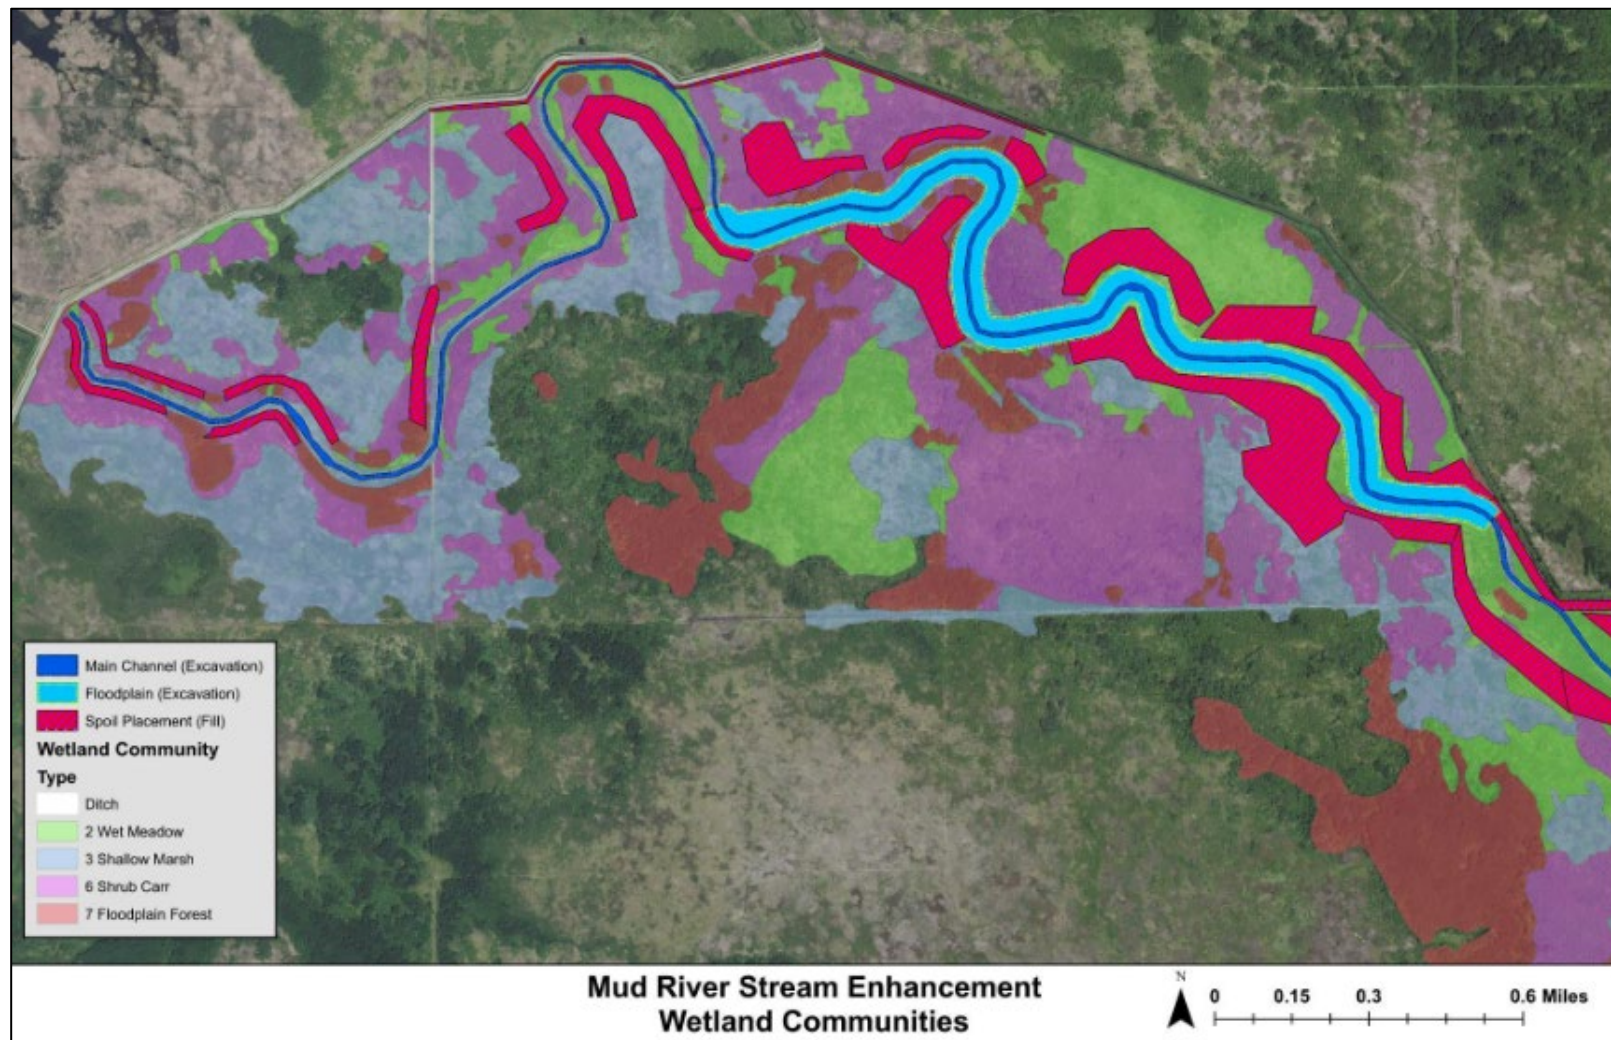 Main Channel (Excavation)
Floodplain (Excavation)
Spoil Placement (Fill)
Wetland Community
Type
Ditch
2 Wet Meadow
3 Shallow Marsh
6 Shrub Carr
7 Floodplain Forest
Mud River Stream Enhancement
Wetland Communities
N
0 0.15 0.3 0.6 Miles